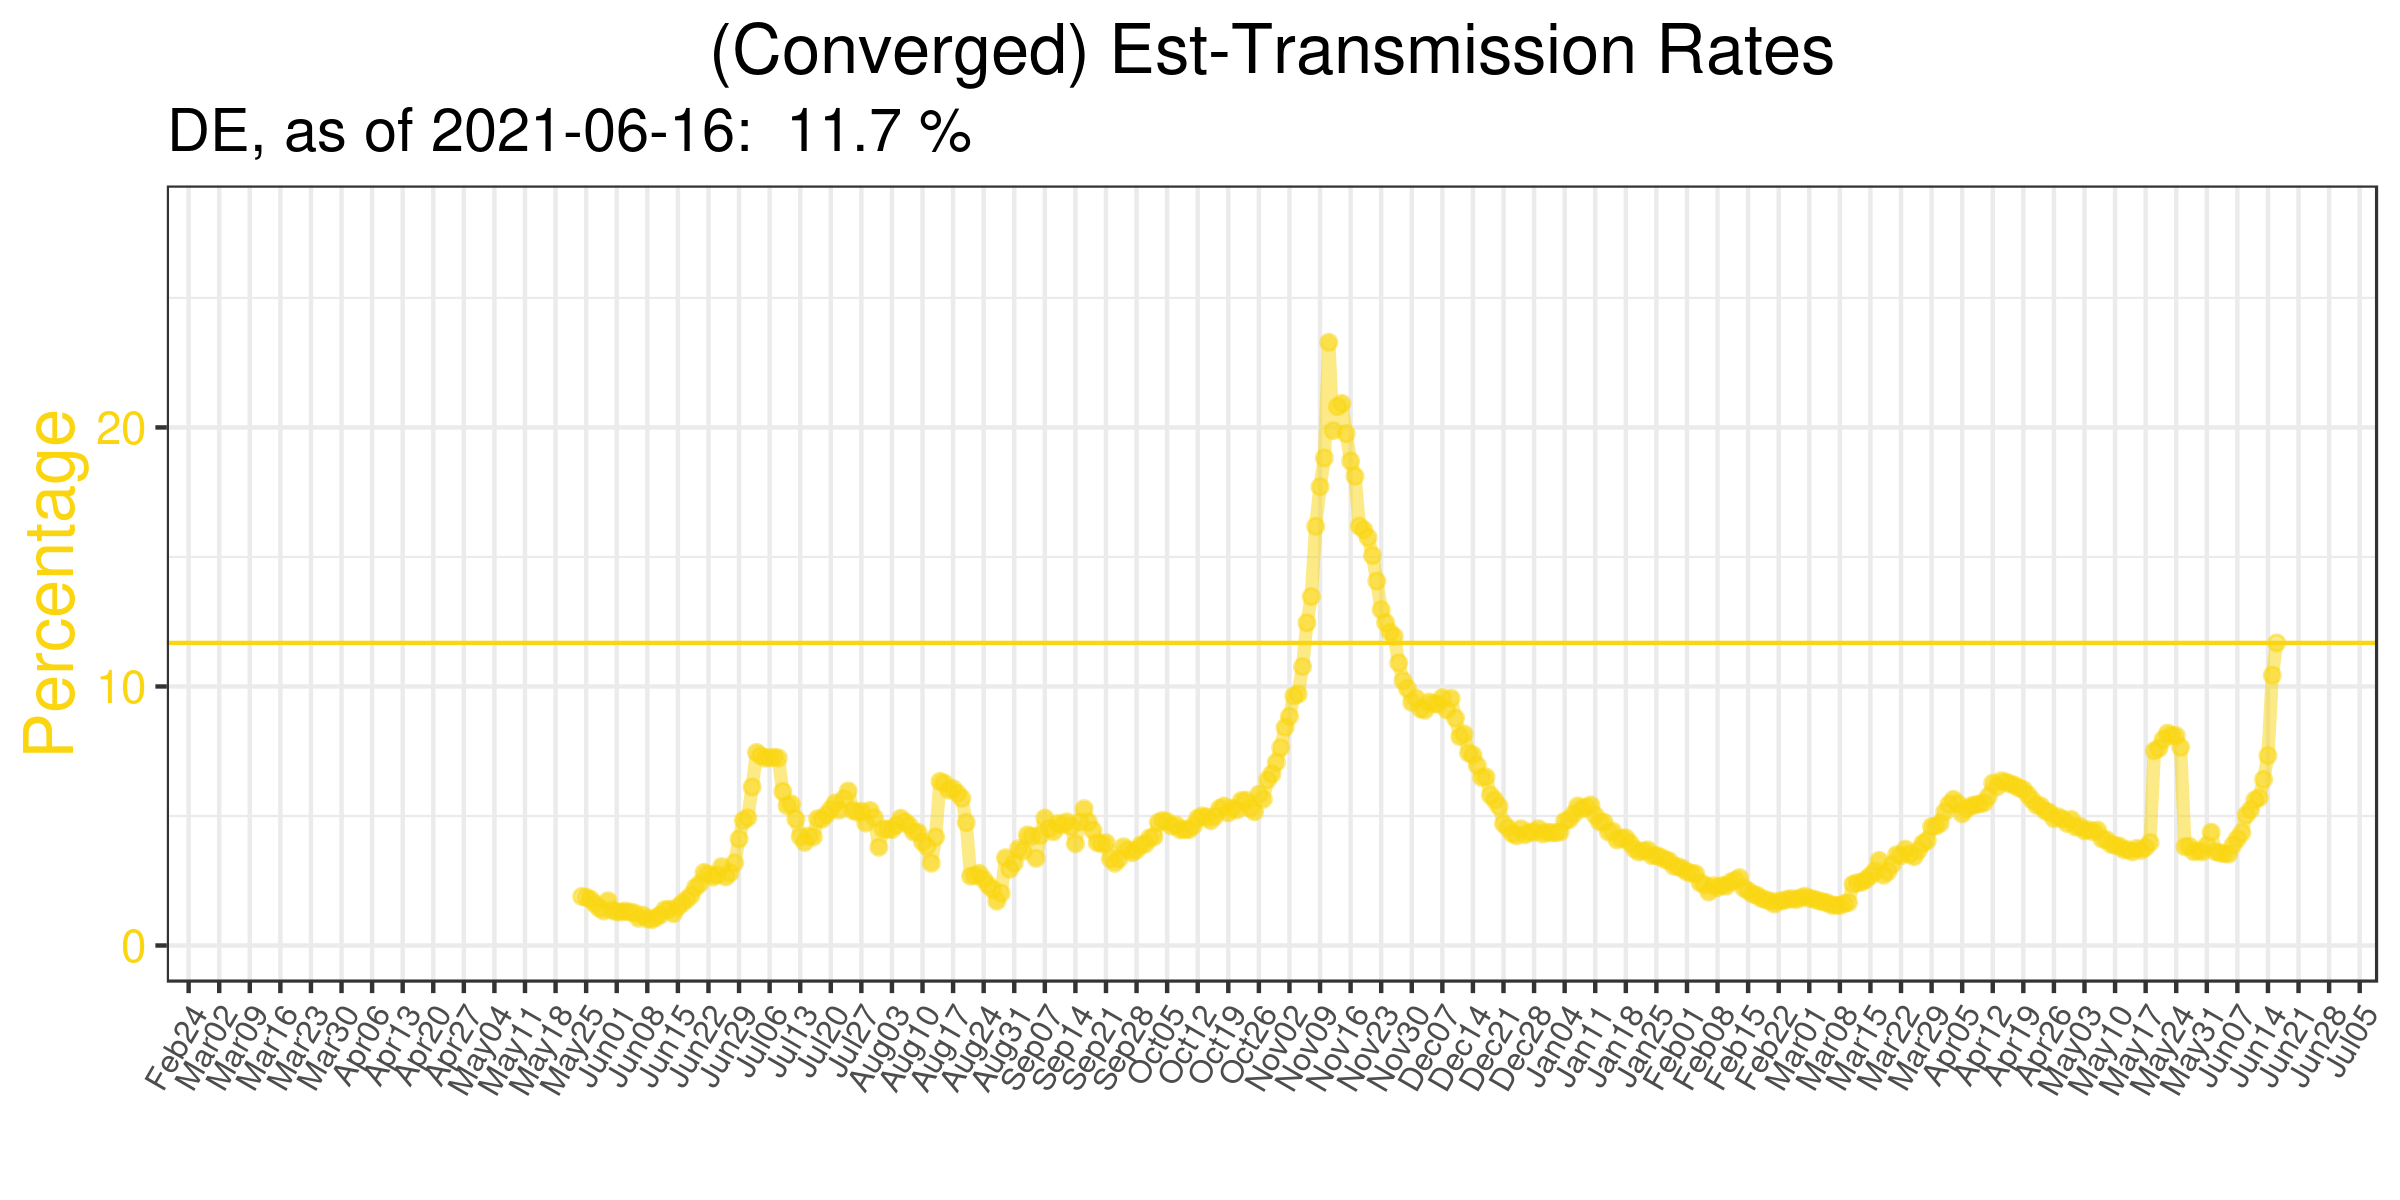 (Converged) Est-Transmission Rates
DE, as of 2021-06-16:  11.7 %
Percentage
20
10
0
Feb24
Mar02
Mar09
Mar16
Mar23
Mar30
Apr06
Apr13
Apr20
Apr27
May04
May11
May18
May25
Jun01
Jun08
Jun15
Jun22
Jun29
Jul06
Jul13
Jul20
Jul27
Aug03
Aug10
Aug17
Aug24
Aug31
Sep07
Sep14
Sep21
Sep28
Oct05
Oct12
Oct19
Oct26
Nov02
Nov09
Nov16
Nov23
Nov30
Dec07
Dec14
Dec21
Dec28
Jan04
Jan11
Jan18
Jan25
Feb01
Feb08
Feb15
Feb22
Mar01
Mar08
Mar15
Mar22
Mar29
Apr05
Apr12
Apr19
Apr26
May03
May10
May17
May24
May31
Jun07
Jun14
Jun21
Jun28
Jul05